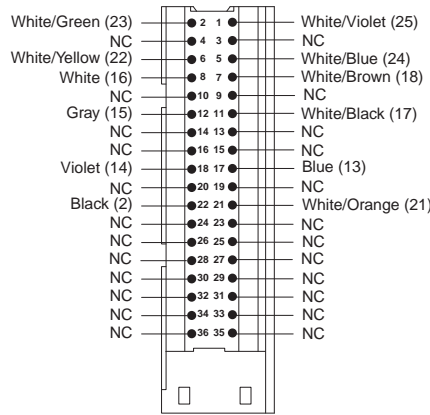 White/Green (23) 2 1 White/Violet (25)
NC 4 3 NC
White/Yellow (22) 6 5 White/Blue (24)
White (16) 8 7 White/Brown (18)
NC 10 9 NC
Gray (15) 12 11 White/Black (17)
NC 14 13 NC
NC 16 15 NC
Violet (14) 18 17 Blue (13)
NC 20 19 NC
Black (2) 22 21 White/Orange (21)
NC 24 23 NC
NC 26 25 NC
NC 28 27 NC
NC 30 29 NC
NC 32 31 NC
NC 34 33 NC
NC 36 35 NC